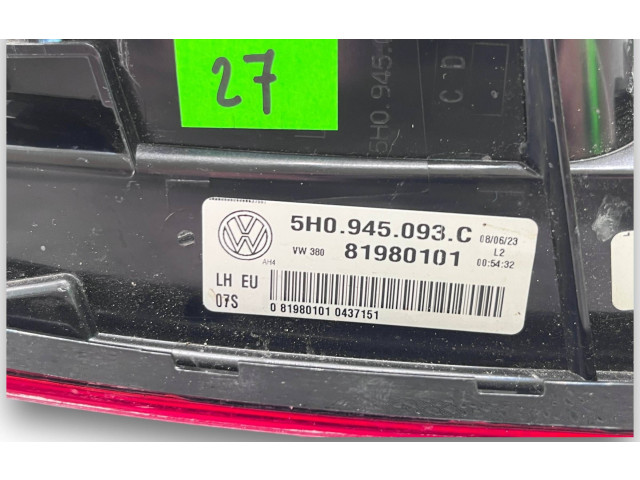 27
5H0.945.C
C D
VW
5H0.945.093.C
08/06/23
VW 380
81980101
L2
AH4
00:54:32
LH EU
07S
0 81980101 0437151